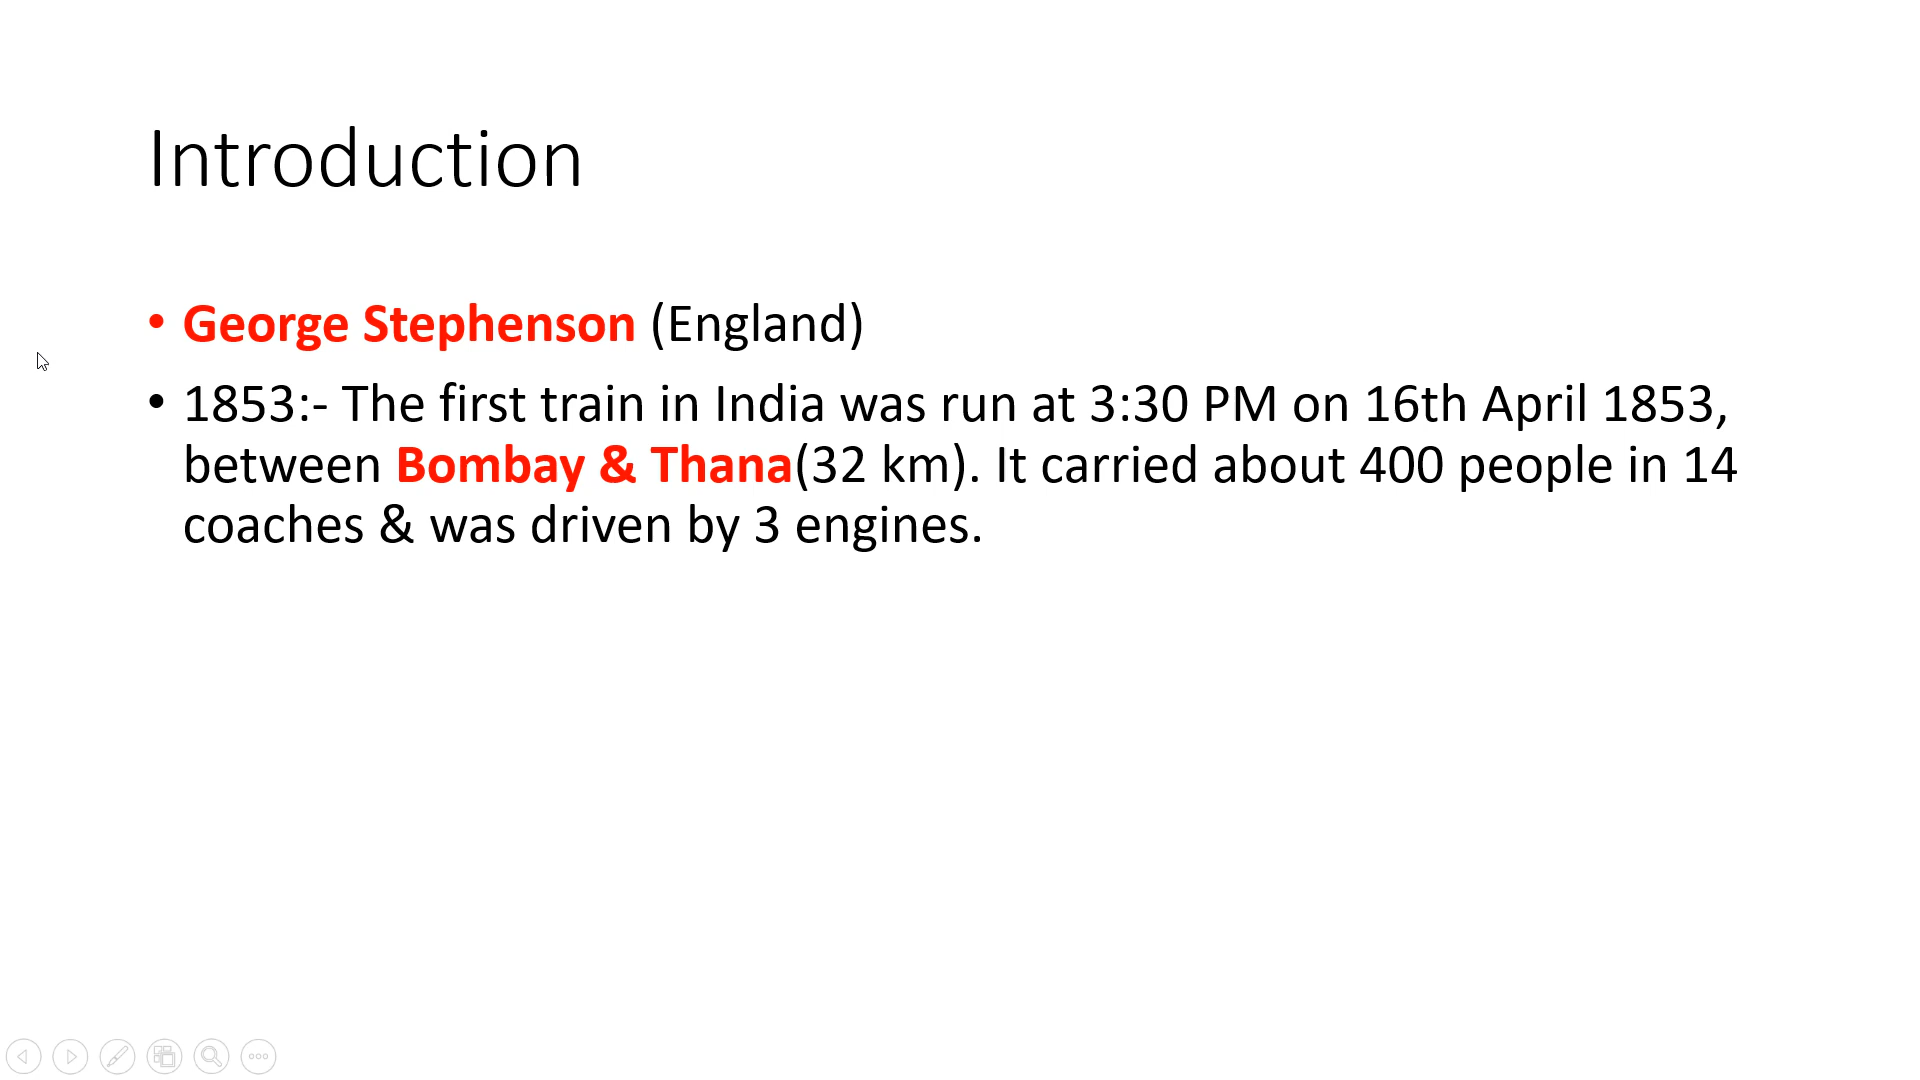 Introduction
• George Stephenson (England)
• 1853:- The first train in India was run at 3:30 PM on 16th April 1853,
between Bombay & Thana(32 km). It carried about 400 people in 14
coaches & was driven by 3 engines.